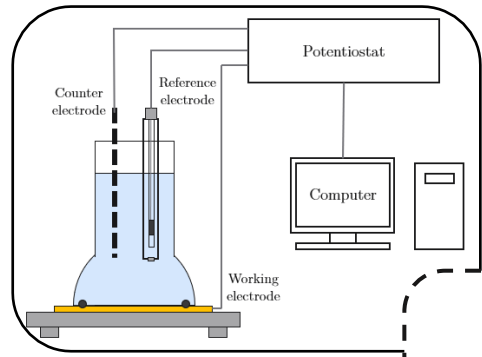 Potentiostat
Reference
electrode
Counter
electrode
Computer
Working
electrode